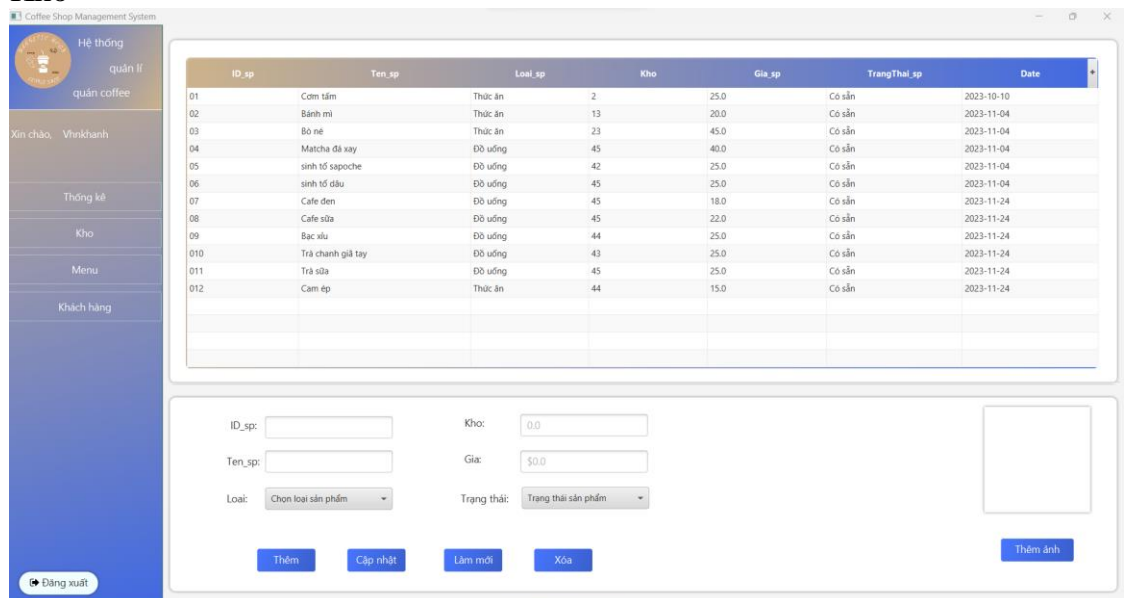 Coffee Shop Management System
Hệ thống
quản lí
quán coffee
Xin chào, Vhnkhanh
Thống kê
Kho
Menu
Khách hàng
Đăng xuất
ID_sp Ten_sp Loai_sp Kho Gia_sp TrangThai_sp Date
01 Cơm tấm Thức ăn 2 25.0 Có sẵn 2023-10-10
02 Bánh mì Thức ăn 13 20.0 Có sẵn 2023-11-04
03 Bò né Thức ăn 23 45.0 Có sẵn 2023-11-04
04 Matcha đá xay Đồ uống 45 40.0 Có sẵn 2023-11-04
05 sinh tố sapoche Đồ uống 42 25.0 Có sẵn 2023-11-04
06 sinh tố dâu Đồ uống 45 25.0 Có sẵn 2023-11-04
07 Cafe đen Đồ uống 45 18.0 Có sẵn 2023-11-24
08 Cafe sữa Đồ uống 45 22.0 Có sẵn 2023-11-24
09 Bạc xỉu Đồ uống 44 25.0 Có sẵn 2023-11-24
010 Trà chanh giã tay Đồ uống 43 25.0 Có sẵn 2023-11-24
011 Trà sữa Đồ uống 45 25.0 Có sẵn 2023-11-24
012 Cam ép Thức ăn 44 15.0 Có sẵn 2023-11-24
ID_sp: Kho: 0.0
Ten_sp: Gia: $0.0
Loai: Chọn loại sản phẩm Trạng thái: Trạng thái sản phẩm
Thêm Cập nhật Làm mới Xóa
Thêm ảnh